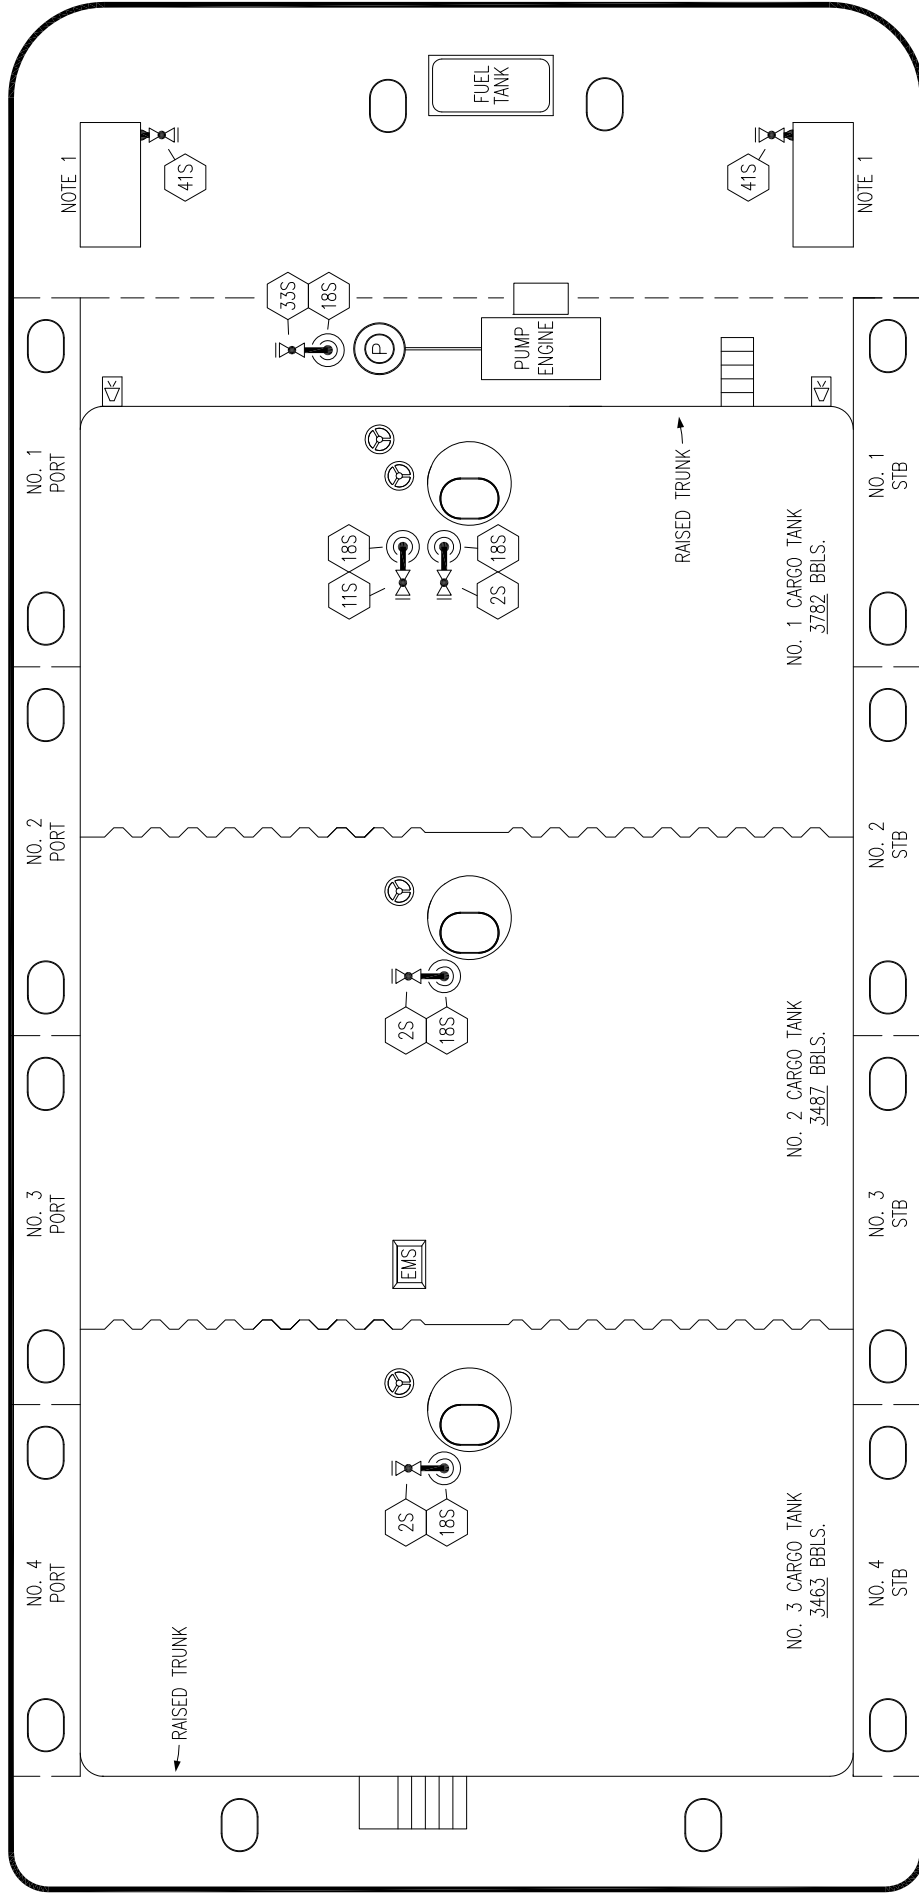 FUEL
TANK
NOTE 1
41S
41S
NOTE 1
33S
18S
P
PUMP
ENGINE
NO. 1
PORT
RAISED TRUNK
NO. 1
STB
18S
11S
18S
2S
NO. 1 CARGO TANK
3782 BBLS.
NO. 2
PORT
NO. 2
STB
2S
18S
NO. 2 CARGO TANK
3487 BBLS.
NO. 3
PORT
NO. 3
STB
EMS
2S
18S
NO. 3 CARGO TANK
3463 BBLS.
NO. 4
PORT
NO. 4
STB
RAISED TRUNK